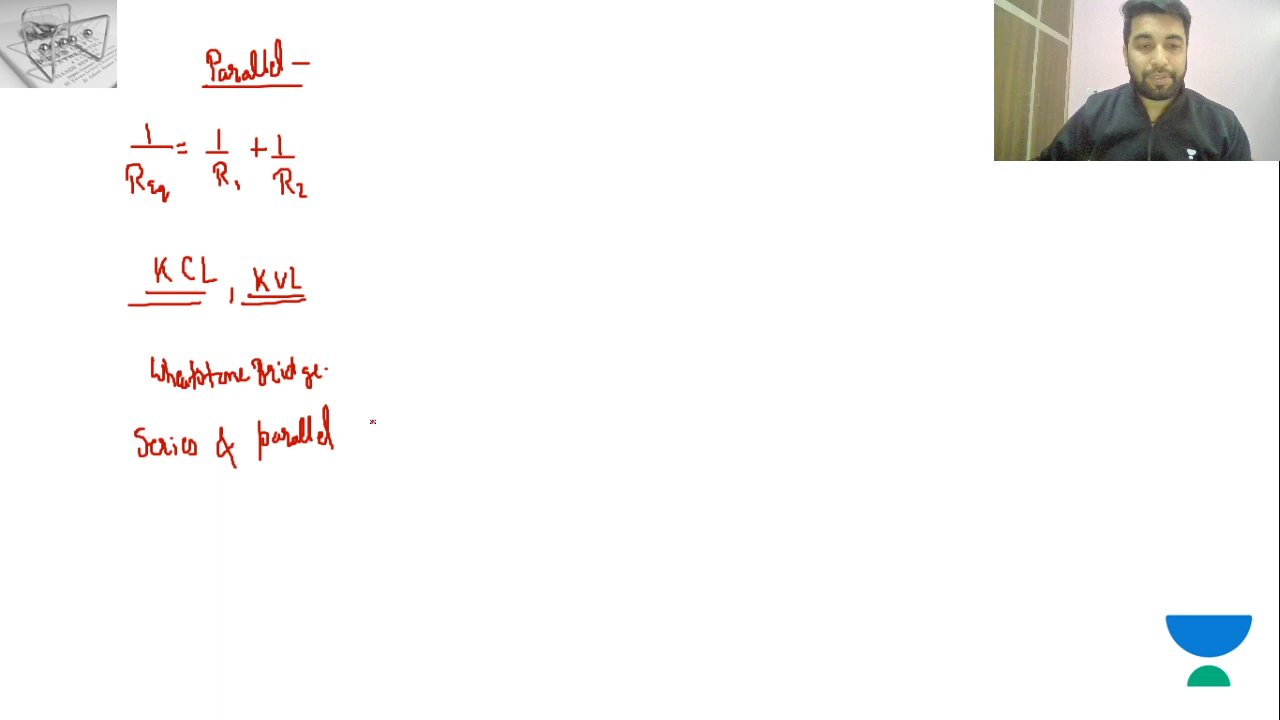 Parallel –
1/REq = 1/R1 + 1/R2
KCL, KVL
Wheatstone Bridge.
Series & parallel